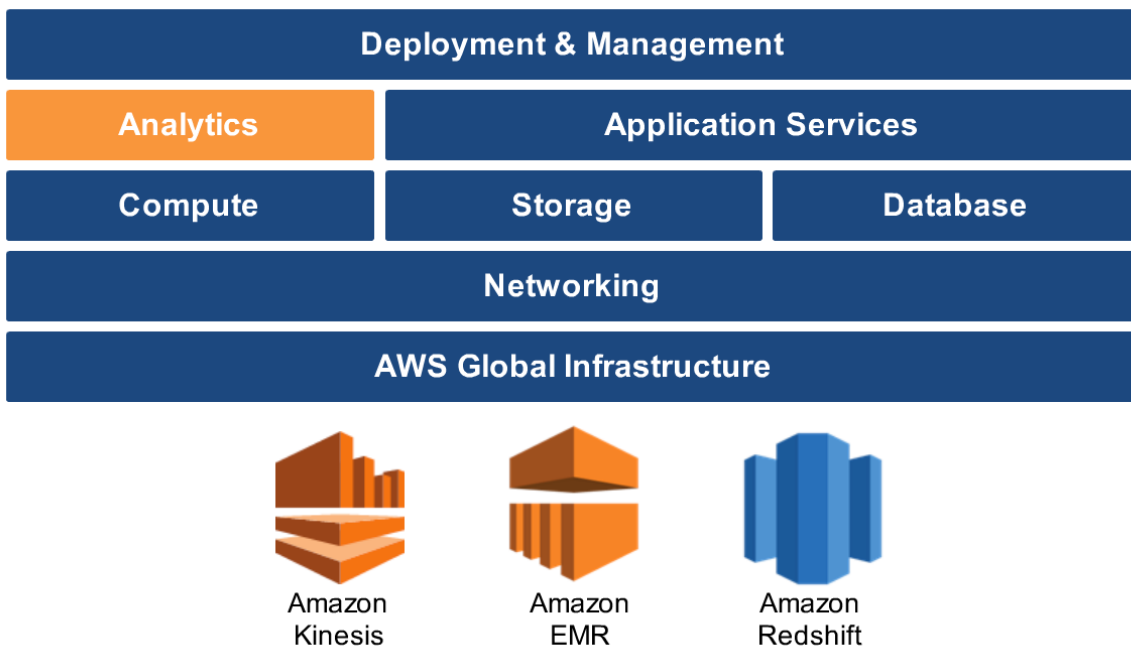 Deployment & Management
Analytics
Application Services
Compute
Storage
Database
Networking
AWS Global Infrastructure
Amazon
Kinesis
Amazon
EMR
Amazon
Redshift